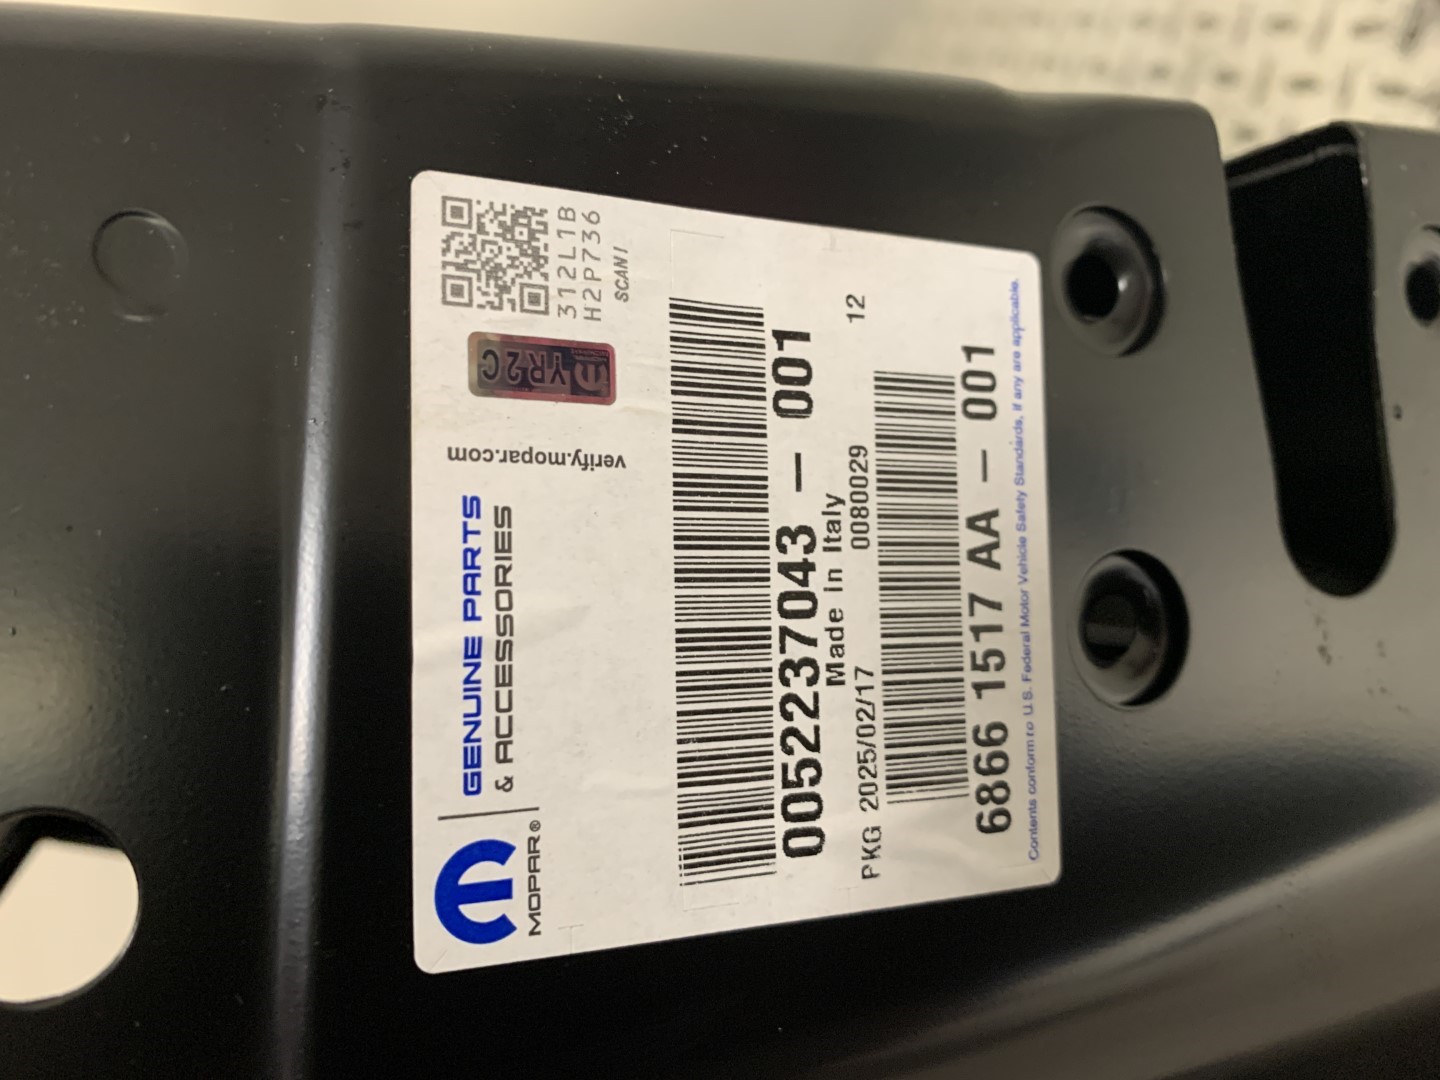 MOPAR®
GENUINE PARTS
& ACCESSORIES
verify.mopar.com
YR2C
312L1B
H2P736
SCAN!
0052237043 — 001
Made in Italy
PKG 2025/02/17 0080029 12
6866 1517 AA — 001
Contents conform to U.S. Federal Motor Vehicle Safety Standards, if any are applicable.